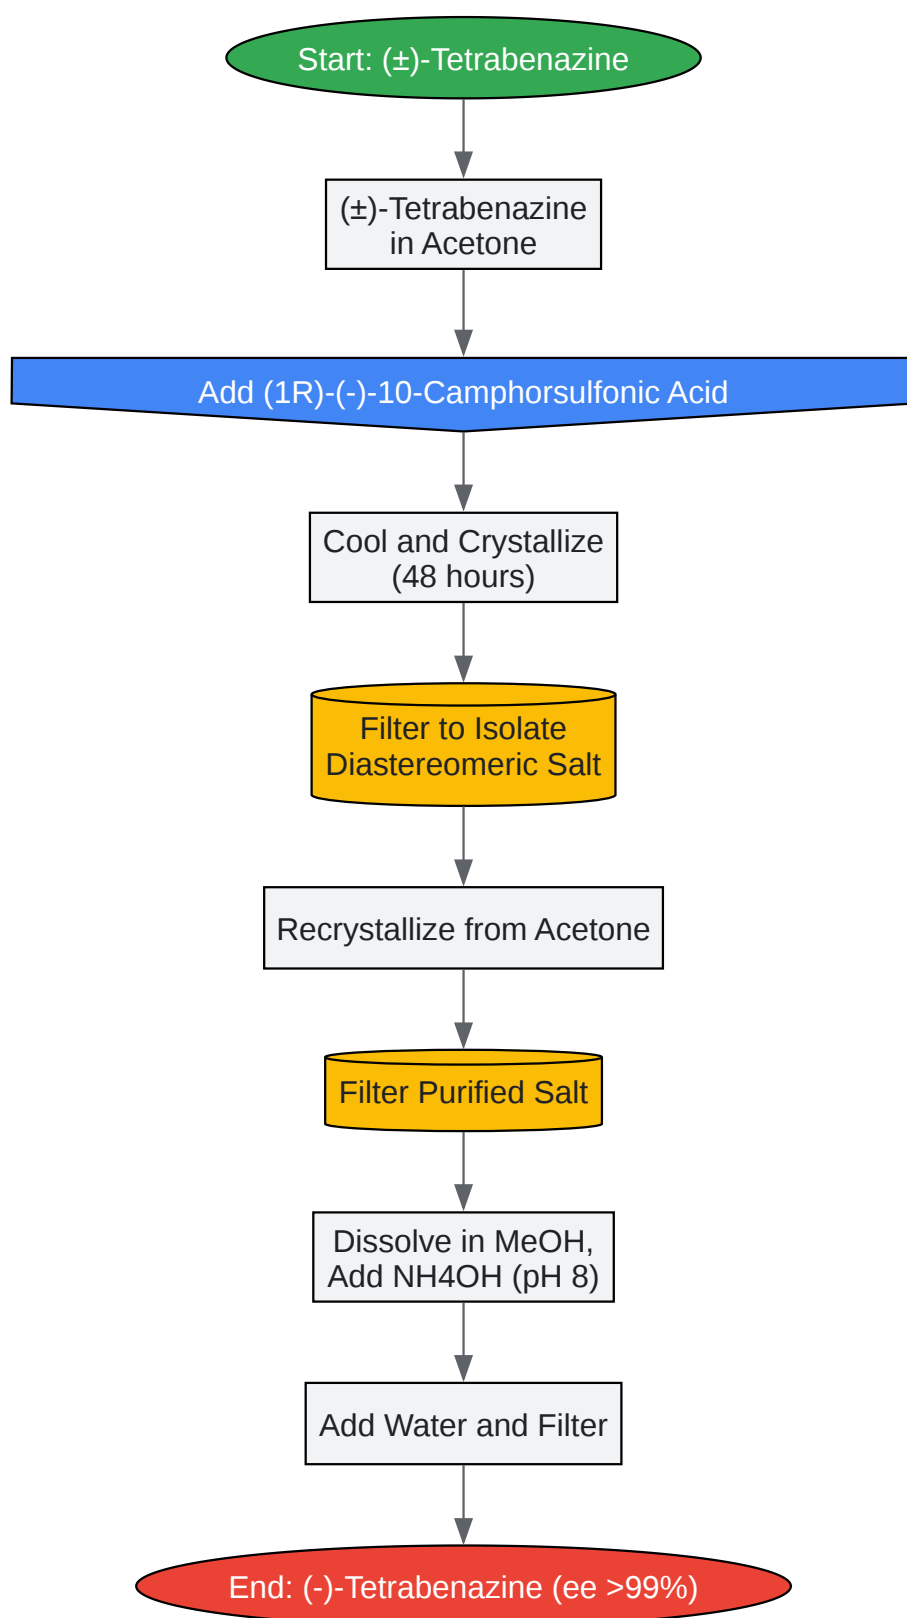 Start: (±)-Tetrabenazine
(±)-Tetrabenazine
in Acetone
Add (1R)-(-)-10-Camphorsulfonic Acid
Cool and Crystallize
(48 hours)
Filter to Isolate
Diastereomeric Salt
Recrystallize from Acetone
Filter Purified Salt
Dissolve in MeOH,
Add NH4OH (pH 8)
Add Water and Filter
End: (-)-Tetrabenazine (ee >99%)